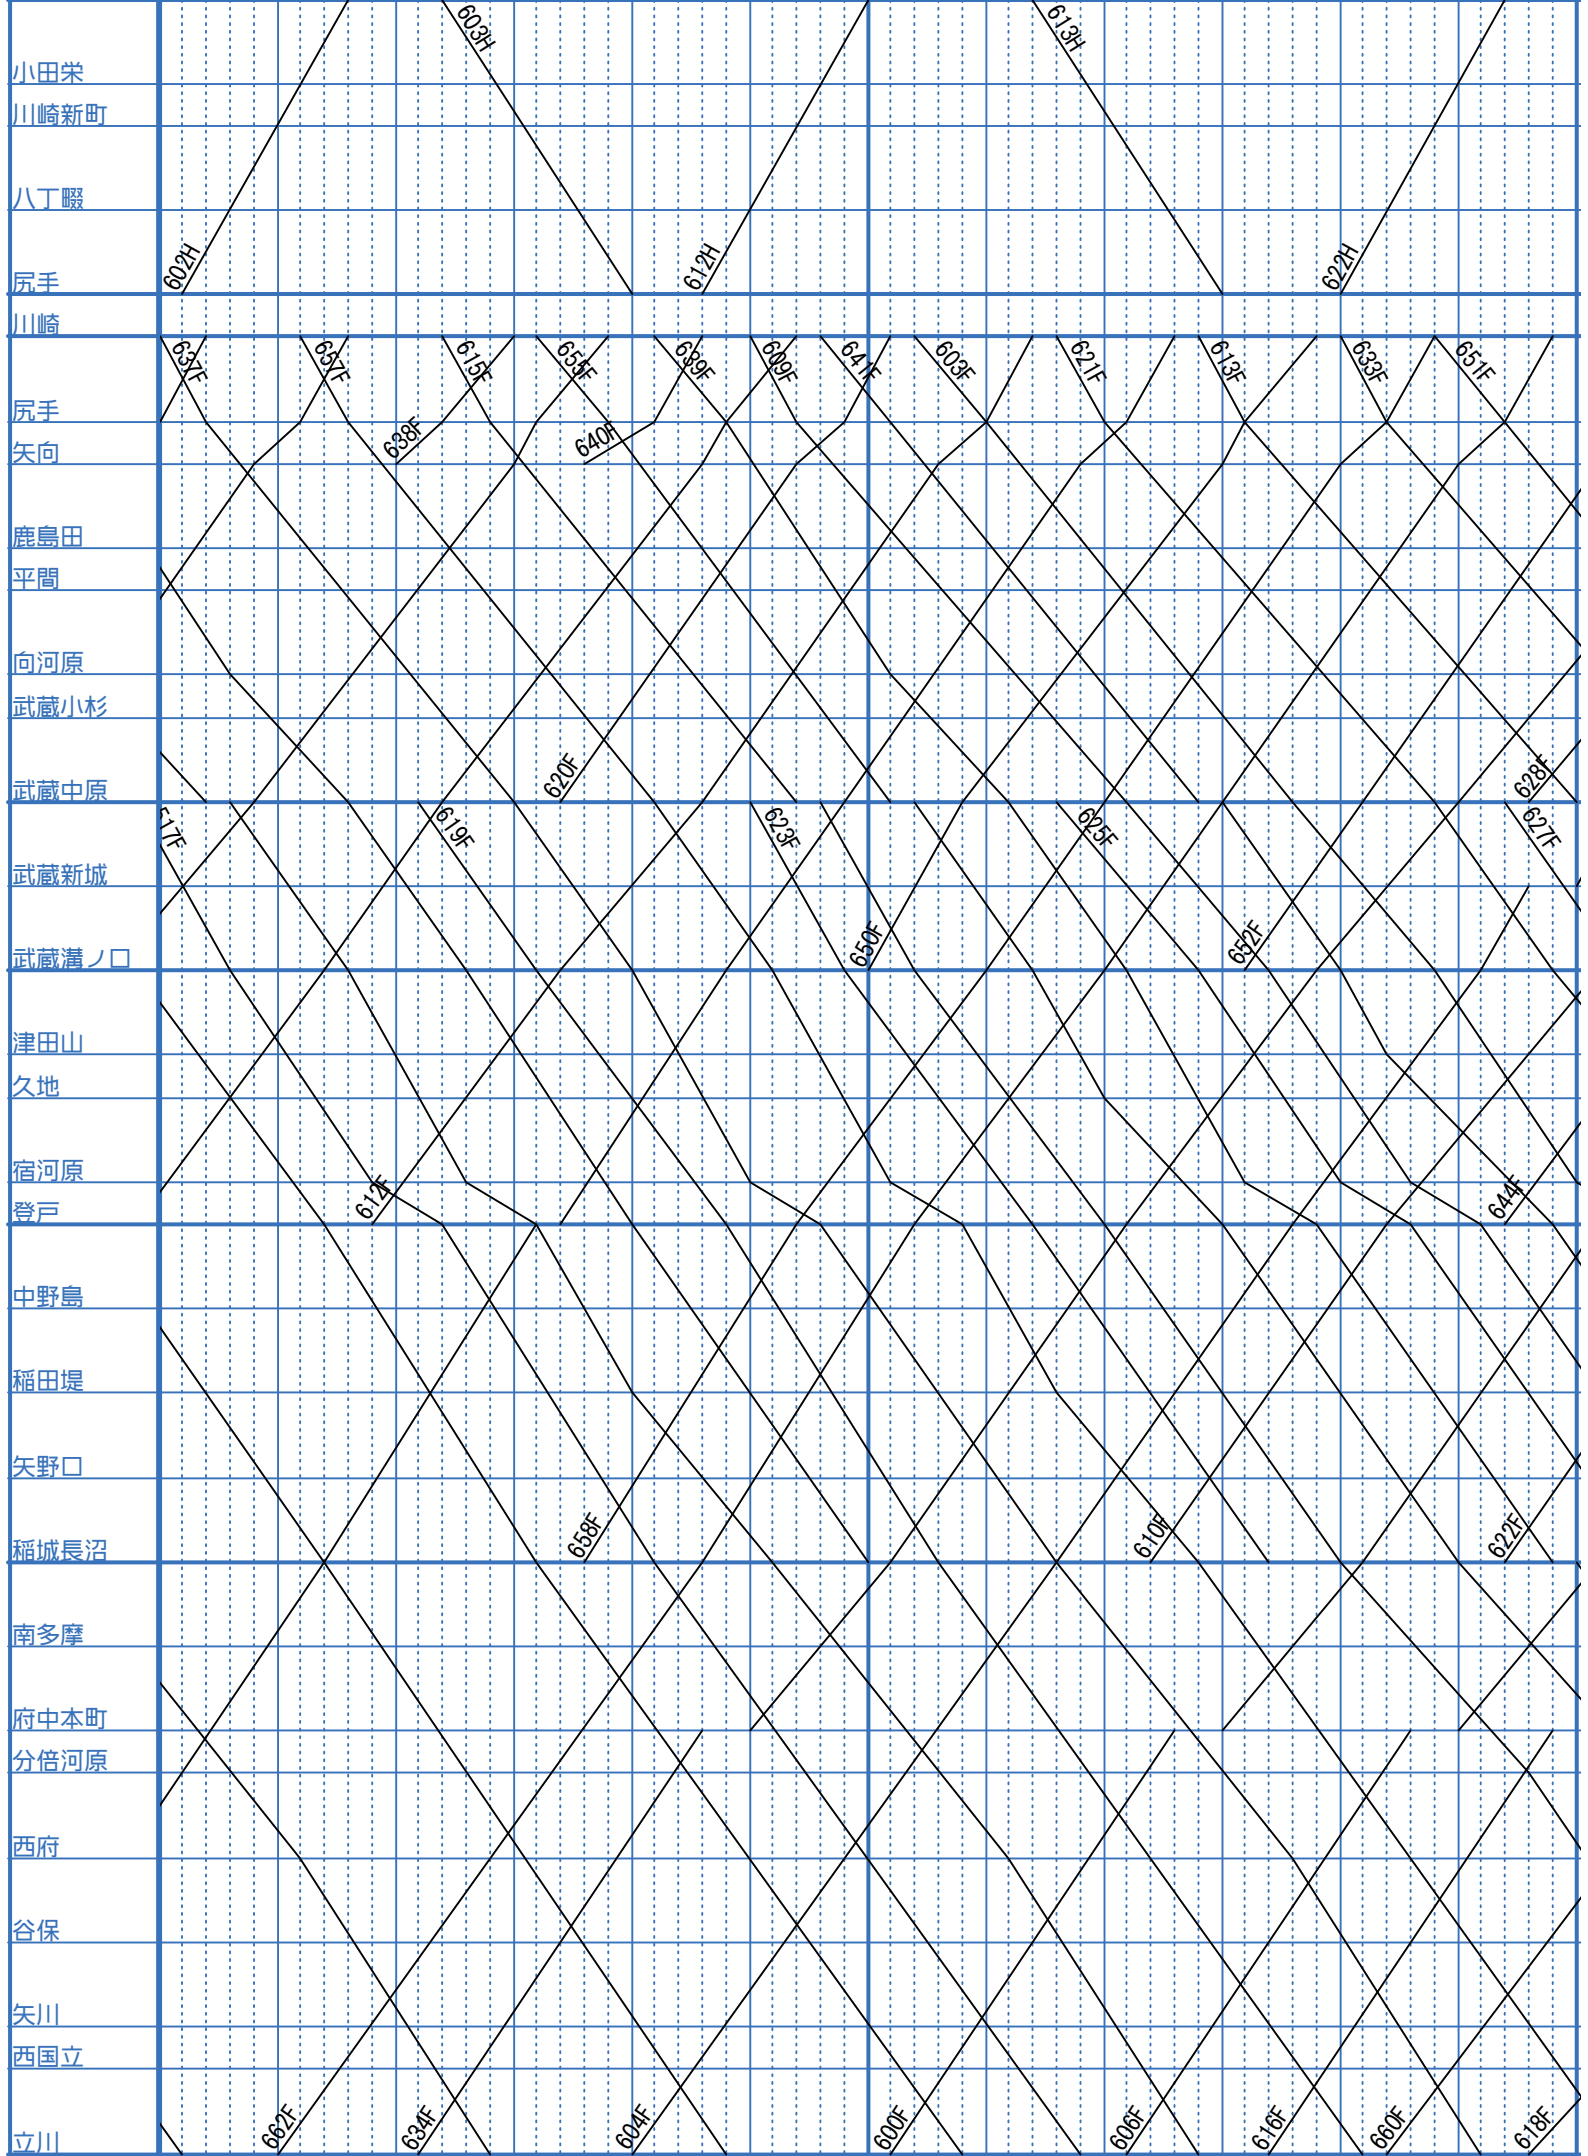 603H
613H
小田栄
川崎新町
八丁畷
602H
612H
622H
尻手
川崎
637F
657F
615F
655F
639F
609F
641F
603F
621F
613F
633F
651F
尻手
638F
640F
矢向
鹿島田
平間
向河原
武蔵小杉
620F
628F
武蔵中原
517F
619F
623F
625F
627F
武蔵新城
650F
652F
武蔵溝ノ口
津田山
久地
宿河原
612F
644F
登戸
中野島
稲田堤
矢野口
658F
610F
622F
稲城長沼
南多摩
府中本町
分倍河原
西府
谷保
矢川
西国立
662F
634F
604F
600F
606F
616F
660F
618F
立川